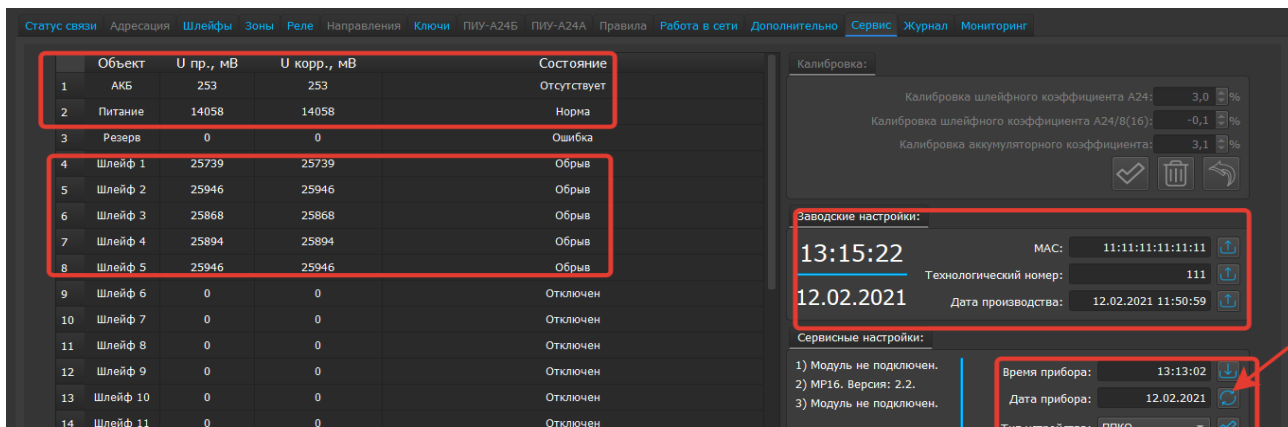 Статус связи Адресация Шлейфы Зоны Реле Направления Ключи ПИУ-А24Б ПИУ-А24А Правила Работа в сети Дополнительно Сервис Журнал Мониторинг
Объект U пр., мВ U корр., мВ Состояние
1 АКБ 253 253 Отсутствует
2 Питание 14058 14058 Норма
3 Резерв 0 0 Ошибка
4 Шлейф 1 25739 25739 Обрыв
5 Шлейф 2 25946 25946 Обрыв
6 Шлейф 3 25868 25868 Обрыв
7 Шлейф 4 25894 25894 Обрыв
8 Шлейф 5 25946 25946 Обрыв
9 Шлейф 6 0 0 Отключен
10 Шлейф 7 0 0 Отключен
11 Шлейф 8 0 0 Отключен
12 Шлейф 9 0 0 Отключен
13 Шлейф 10 0 0 Отключен
14 Шлейф 11 0 0 Отключен
Калибровка:
Калибровка шлейфного коэффициента А24: 3,0 %
Калибровка шлейфного коэффициента А24/8(16): -0,1 %
Калибровка аккумуляторного коэффициента: 3,1 %
Заводские настройки:
13:15:22
12.02.2021
MAC: 11:11:11:11:11:11
Технологический номер: 111
Дата производства: 12.02.2021 11:50:59
Сервисные настройки:
1) Модуль не подключен.
2) МР16. Версия: 2.2.
3) Модуль не подключен.
Время прибора: 13:13:02
Дата прибора: 12.02.2021
Тип устройства: ППКО